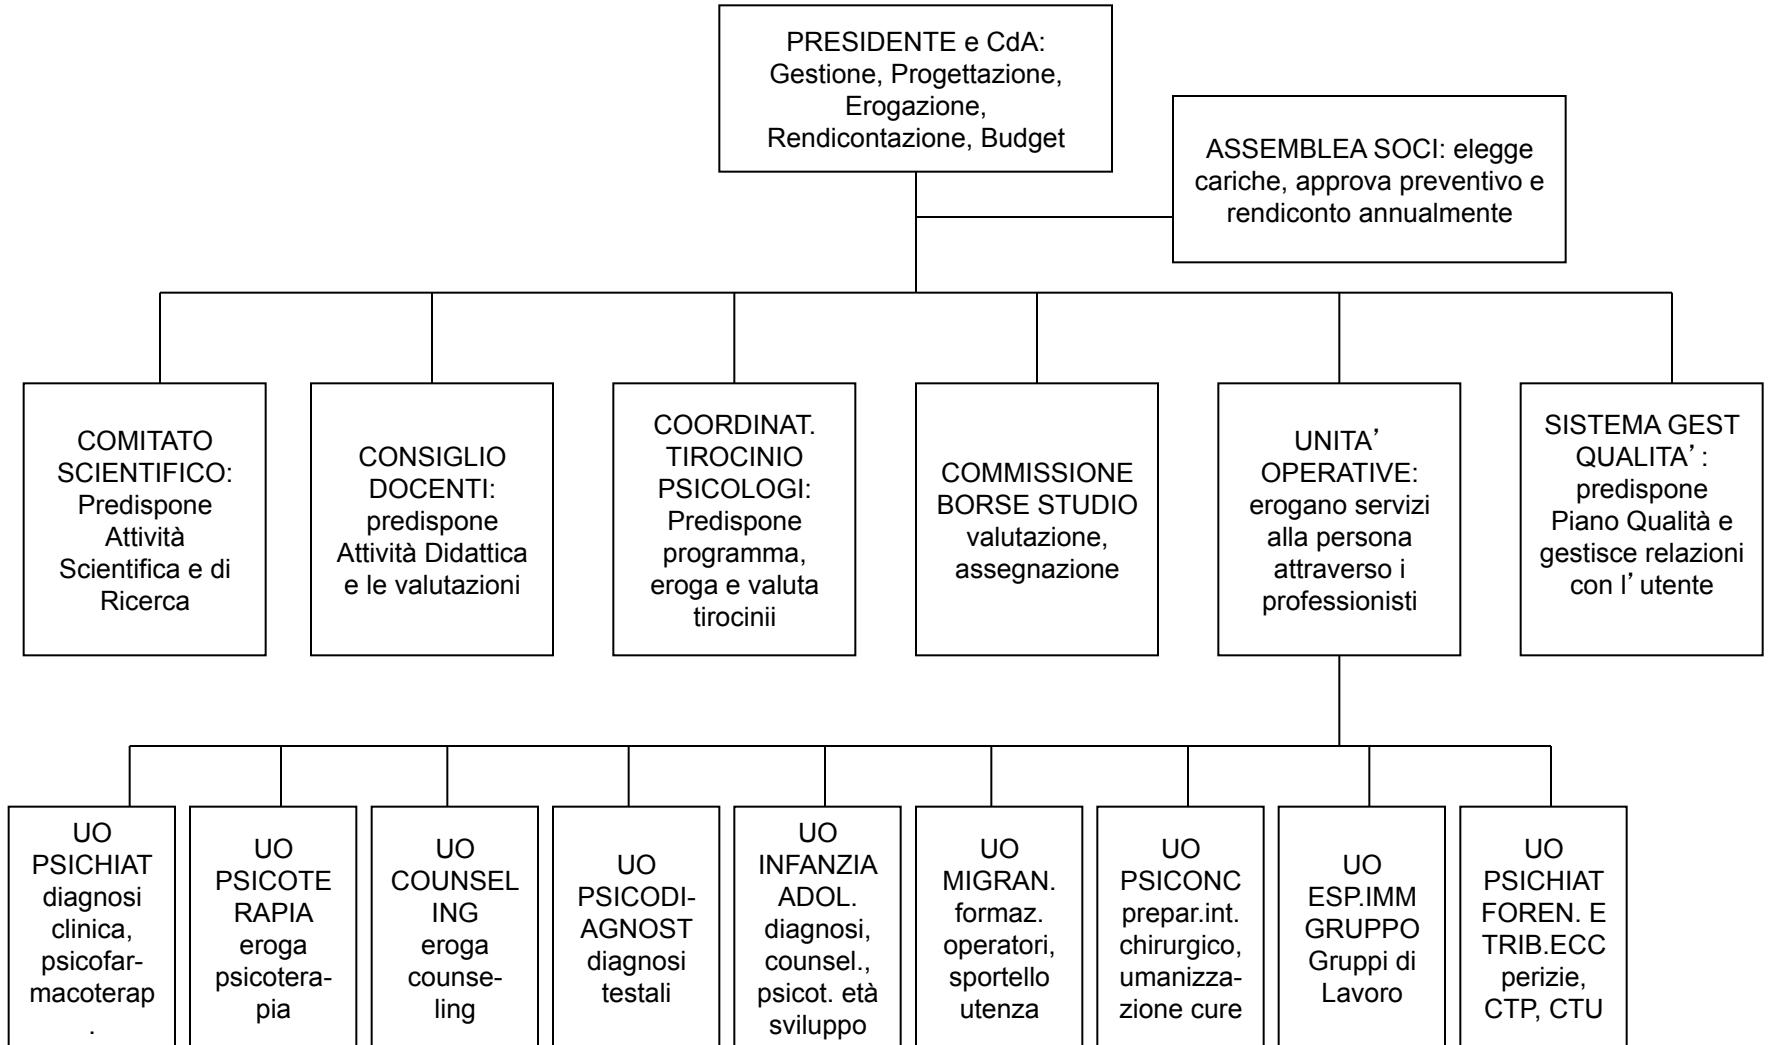 PRESIDENTE e CdA:
Gestione, Progettazione,
Erogazione,
Rendicontazione, Budget
ASSEMBLEA SOCI: elegge
cariche, approva preventivo e
rendiconto annualmente
COMITATO
SCIENTIFICO:
Predispone
Attività
Scientifica e di
Ricerca
CONSIGLIO
DOCENTI:
predispone
Attività Didattica
e le valutazioni
COORDINAT.
TIROCINIO
PSICOLOGI:
Predispone
programma,
eroga e valuta
tirocinii
COMMISSIONE
BORSE STUDIO
valutazione,
assegnazione
UNITA’
OPERATIVE:
erogano servizi
alla persona
attraverso i
professionisti
SISTEMA GEST
QUALITA’ :
predispone
Piano Qualità e
gestisce relazioni
con l’ utente
UO
PSICHIAT
diagnosi
clinica,
psicofar-
macoterap
.
UO
PSICOTE
RAPIA
eroga
psicotera-
pia
UO
COUNSEL
ING
eroga
counse-
ling
UO
PSICODI-
AGNOST
diagnosi
testali
UO
INFANZIA
ADOL.
diagnosi,
counsel.,
psicot. età
sviluppo
UO
MIGRAN.
formaz.
operatori,
sportello
utenza
UO
PSICONC
prepar.int.
chirurgico,
umanizza-
zione cure
UO
ESP.IMM
GRUPPO
Gruppi di
Lavoro
UO
PSICHIAT
FOREN. E
TRIB.ECC
perizie,
CTP, CTU